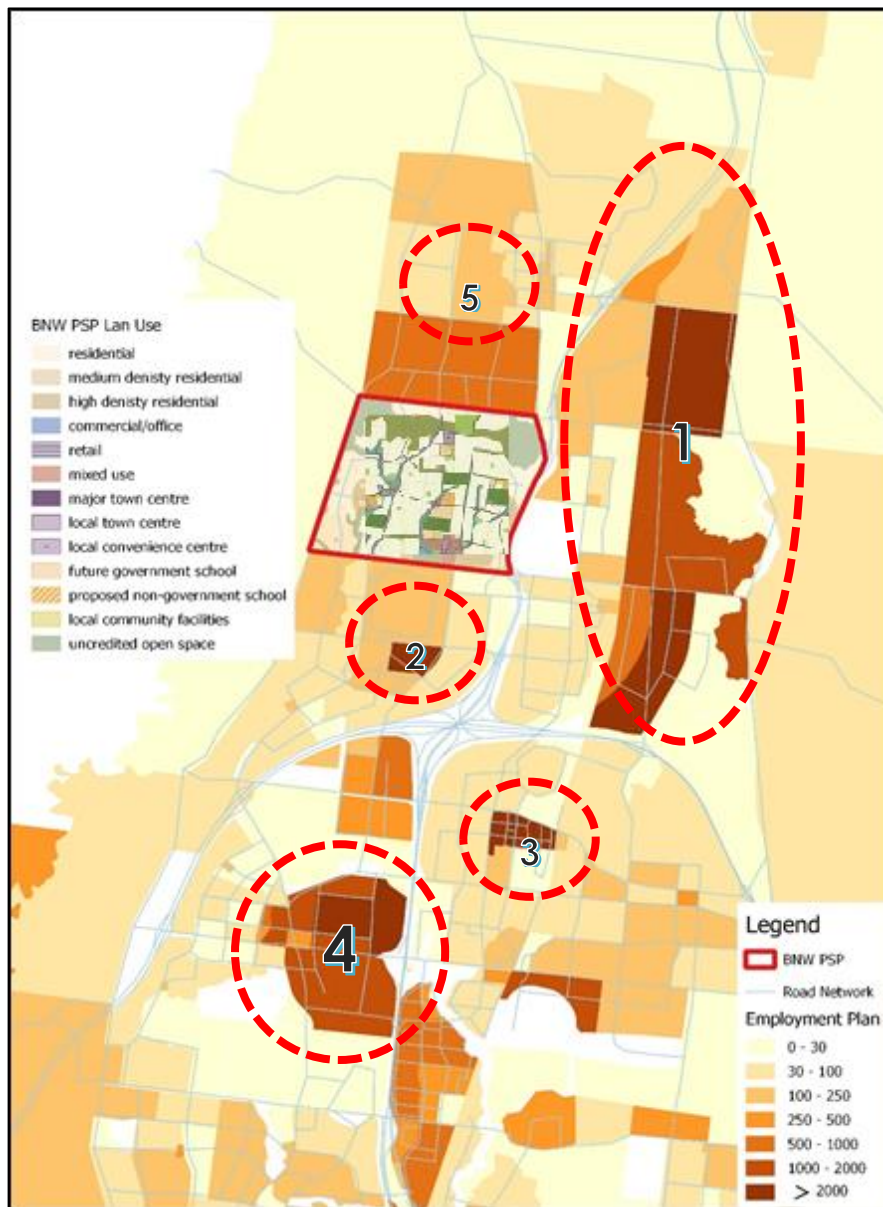 5
1
BNW PSP Lan Use
residential
medium denisty residential
high denisty residential
commercial/office
retail
mixed use
major town centre
local town centre
local convenience centre
future government school
proposed non-government school
local community facilities
uncredited open space
2
3
4
Legend
BNW PSP
Road Network
Employment Plan
0 - 30
30 - 100
100 - 250
250 - 500
500 - 1000
1000 - 2000
> 2000